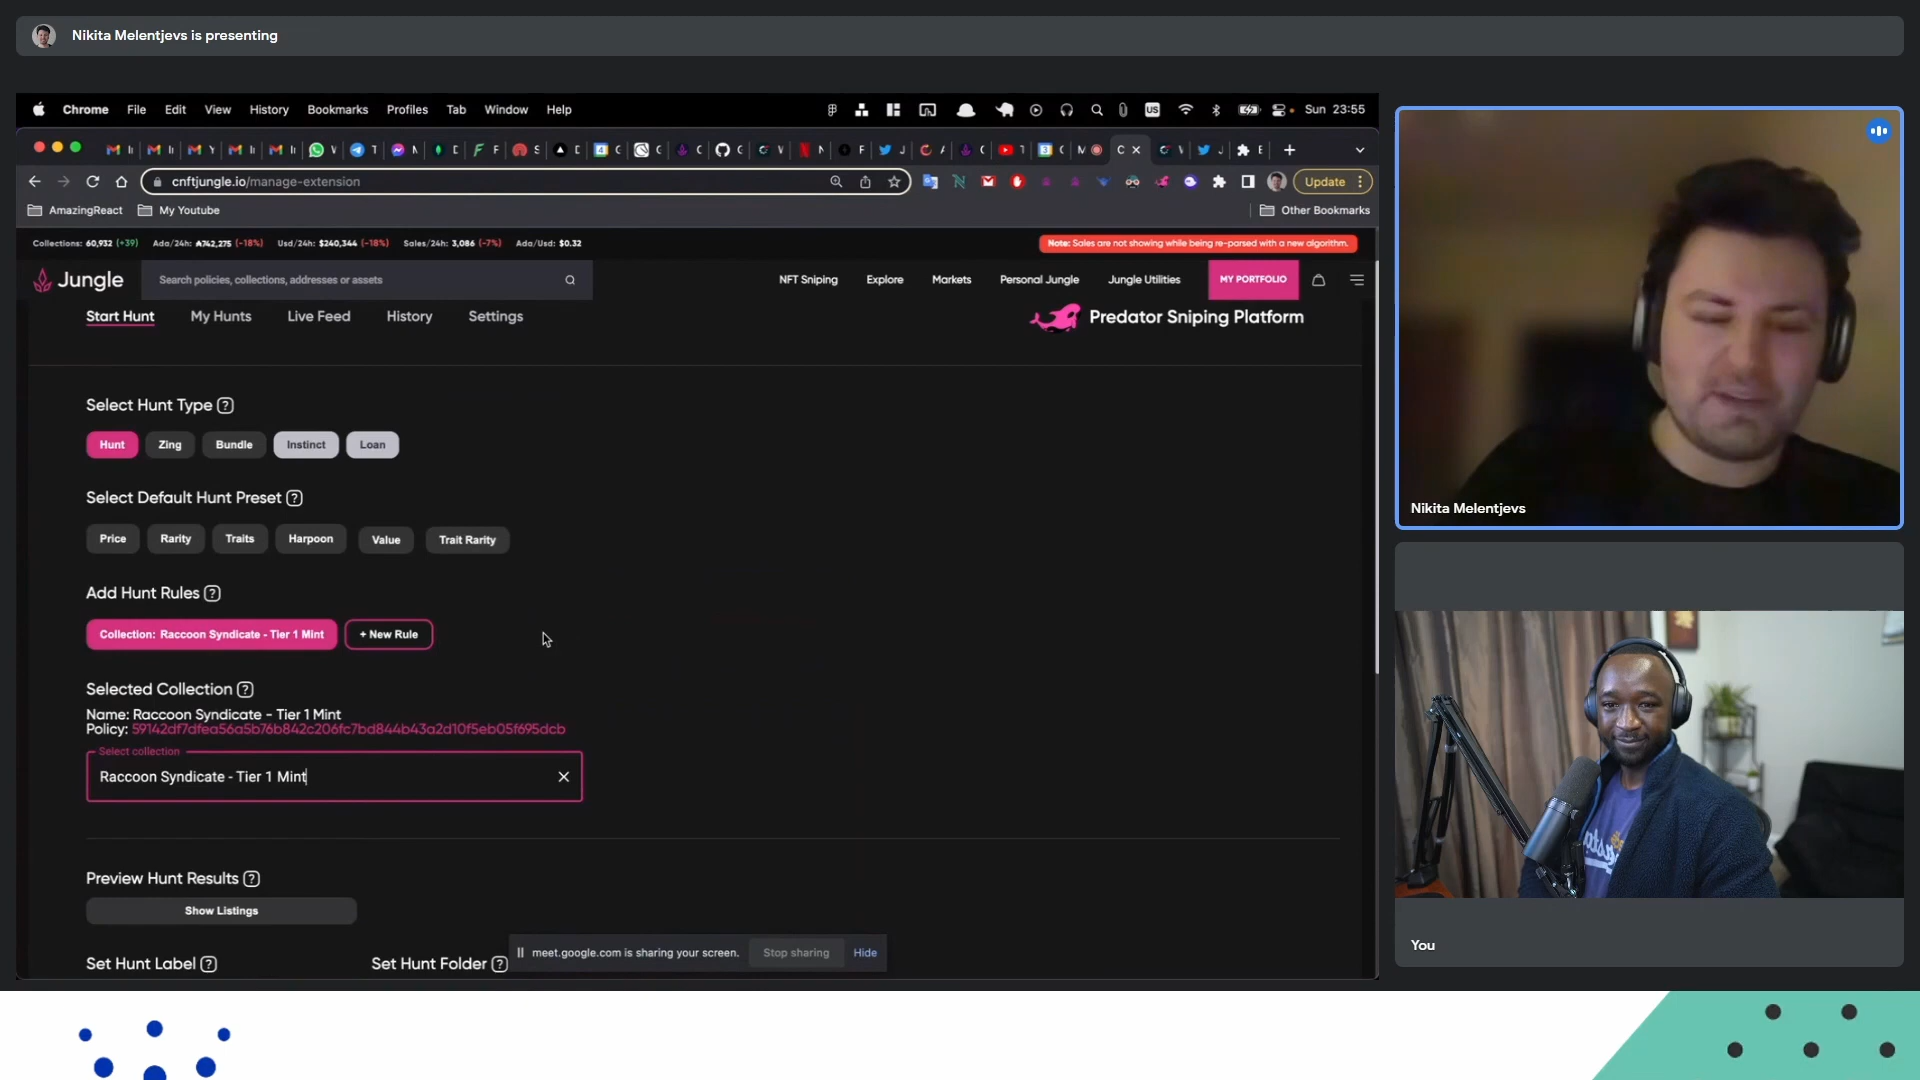 Nikita Melentjevs is presenting
Chrome File Edit View History Bookmarks Profiles Tab Window Help
US
Sun 23:55
cnftjungle.io/manage-extension
Update
AmazingReact My Youtube
Other Bookmarks
Collections: 60,932 (+39) Ada/24h: ₳742,275 (-18%) Usd/24h: $240,344 (-18%) Sales/24h: 3,086 (-7%) Ada/Usd: $0.32
Note: Sales are not showing while being re-parsed with a new algorithm.
Jungle
Search policies, collections, addresses or assets
NFT Sniping Explore Markets Personal Jungle Jungle Utilities MY PORTFOLIO
Start Hunt My Hunts Live Feed History Settings
Predator Sniping Platform
Select Hunt Type ?
Hunt Zing Bundle Instinct Loan
Select Default Hunt Preset ?
Price Rarity Traits Harpoon Value Trait Rarity
Add Hunt Rules ?
Collection: Raccoon Syndicate - Tier 1 Mint + New Rule
Selected Collection ?
Name: Raccoon Syndicate - Tier 1 Mint
Policy: 59142df7dfea56a5b76b842c206fc7bd844b43a2d10f5eb05f695dcb
Select collection
Raccoon Syndicate - Tier 1 Mint
Preview Hunt Results ?
Show Listings
Set Hunt Label ? Set Hunt Folder ?
meet.google.com is sharing your screen. Stop sharing Hide
Nikita Melentjevs
You